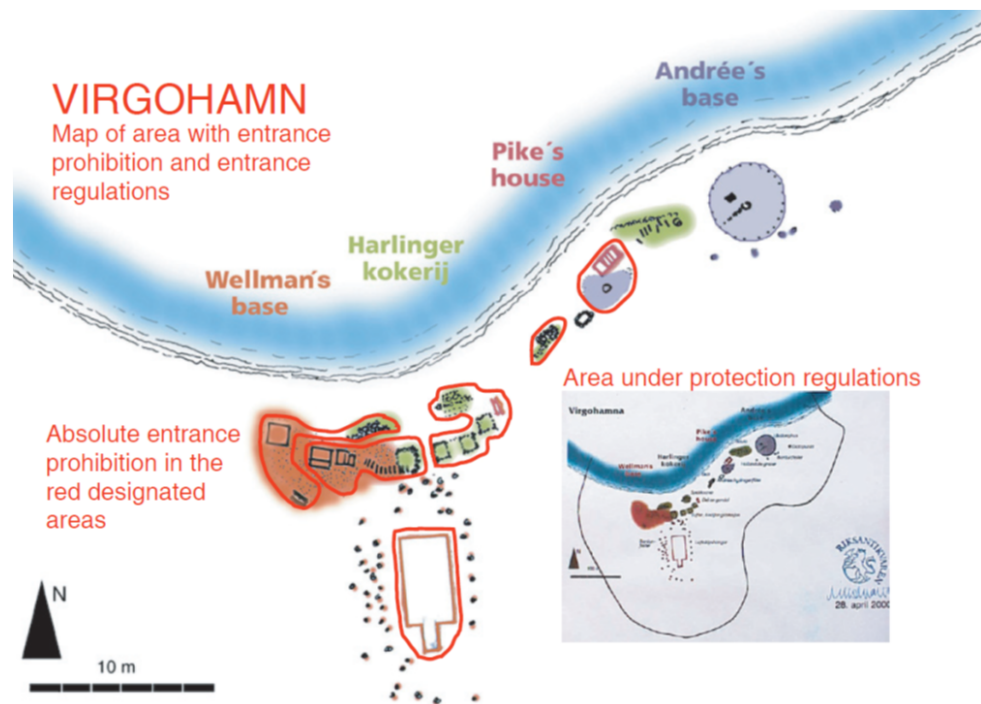 VIRGOHAMN
Map of area with entrance
prohibition and entrance
regulations
Andrée´s
base
Pike´s
house
Harlinger
kokerij
Wellman´s
base
Absolute entrance
prohibition in the
red designated
areas
N
10 m
Area under protection regulations
Virgohamna
Andrée´s
Pike´s
house
Harlinger
kokerij
Wellmans
RIKSANTIKVAREN
28. april 2000